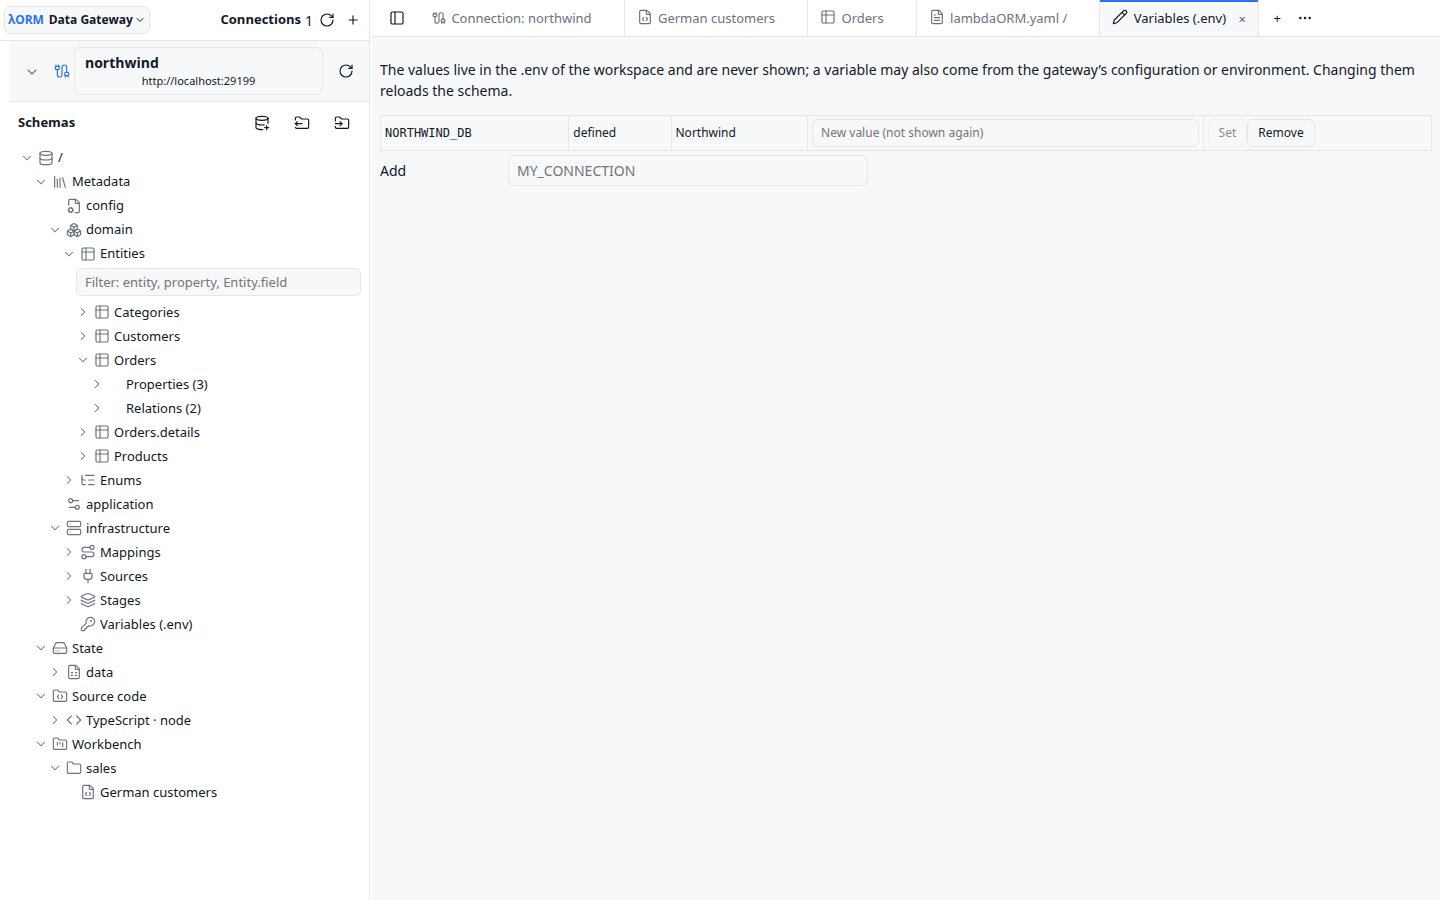 λORM Data Gateway
Connections 1
northwind
http://localhost:29199
Schemas
/
Metadata
config
domain
Entities
Filter: entity, property, Entity.field
Categories
Customers
Orders
Properties (3)
Relations (2)
Orders.details
Products
Enums
application
infrastructure
Mappings
Sources
Stages
Variables (.env)
State
data
Source code
TypeScript · node
Workbench
sales
German customers
Connection: northwind
German customers
Orders
lambdaORM.yaml /
Variables (.env) ×
+ ···
The values live in the .env of the workspace and are never shown; a variable may also come from the gateway’s configuration or environment. Changing them
reloads the schema.
NORTHWIND_DB defined Northwind New value (not shown again) Set Remove
Add MY_CONNECTION